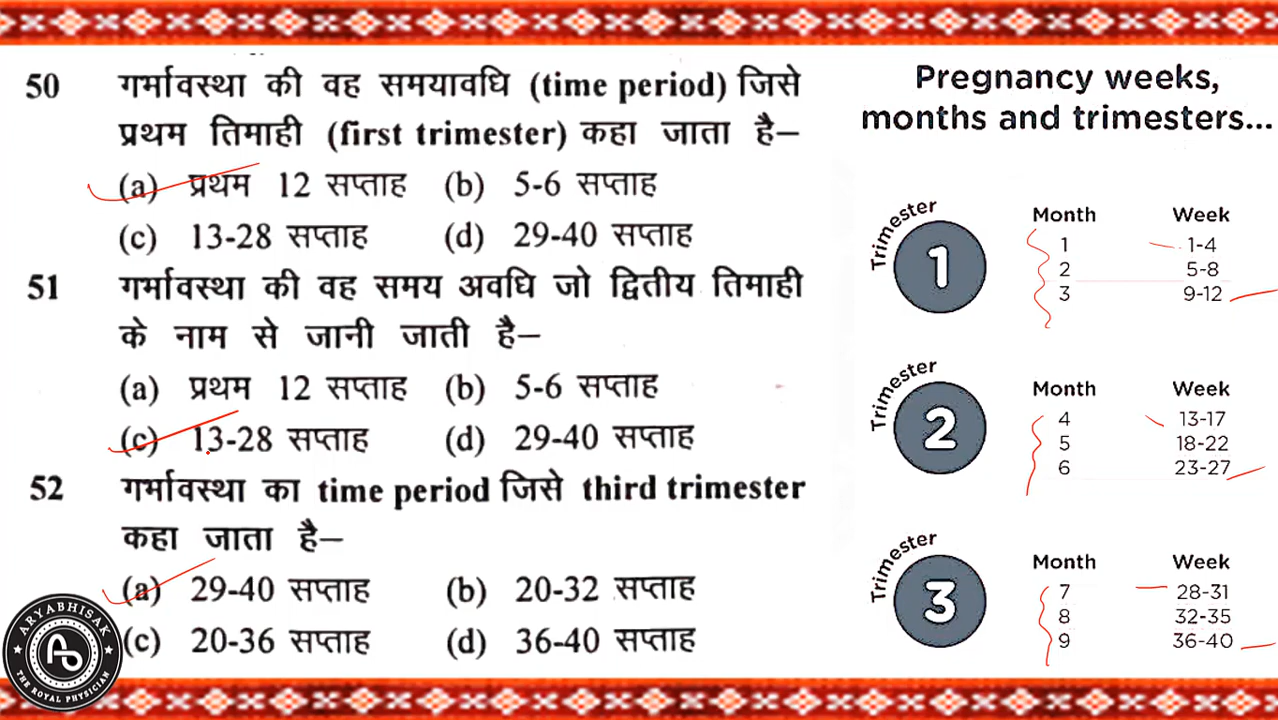 50 गर्भावस्था की वह समयावधि (time period) जिसे
प्रथम तिमाही (first trimester) कहा जाता है–
(a) प्रथम 12 सप्ताह (b) 5-6 सप्ताह
(c) 13-28 सप्ताह (d) 29-40 सप्ताह
51 गर्भावस्था की वह समय अवधि जो द्वितीय तिमाही
के नाम से जानी जाती है–
(a) प्रथम 12 सप्ताह (b) 5-6 सप्ताह
(c) 13-28 सप्ताह (d) 29-40 सप्ताह
52 गर्भावस्था का time period जिसे third trimester
कहा जाता है–
(a) 29-40 सप्ताह (b) 20-32 सप्ताह
(c) 20-36 सप्ताह (d) 36-40 सप्ताह
ARYABHISAK
THE ROYAL PHYSICIAN
Pregnancy weeks,
months and trimesters...
Trimester
1
Month Week
1 1-4
2 5-8
3 9-12
Trimester
2
Month Week
4 13-17
5 18-22
6 23-27
Trimester
3
Month Week
7 28-31
8 32-35
9 36-40